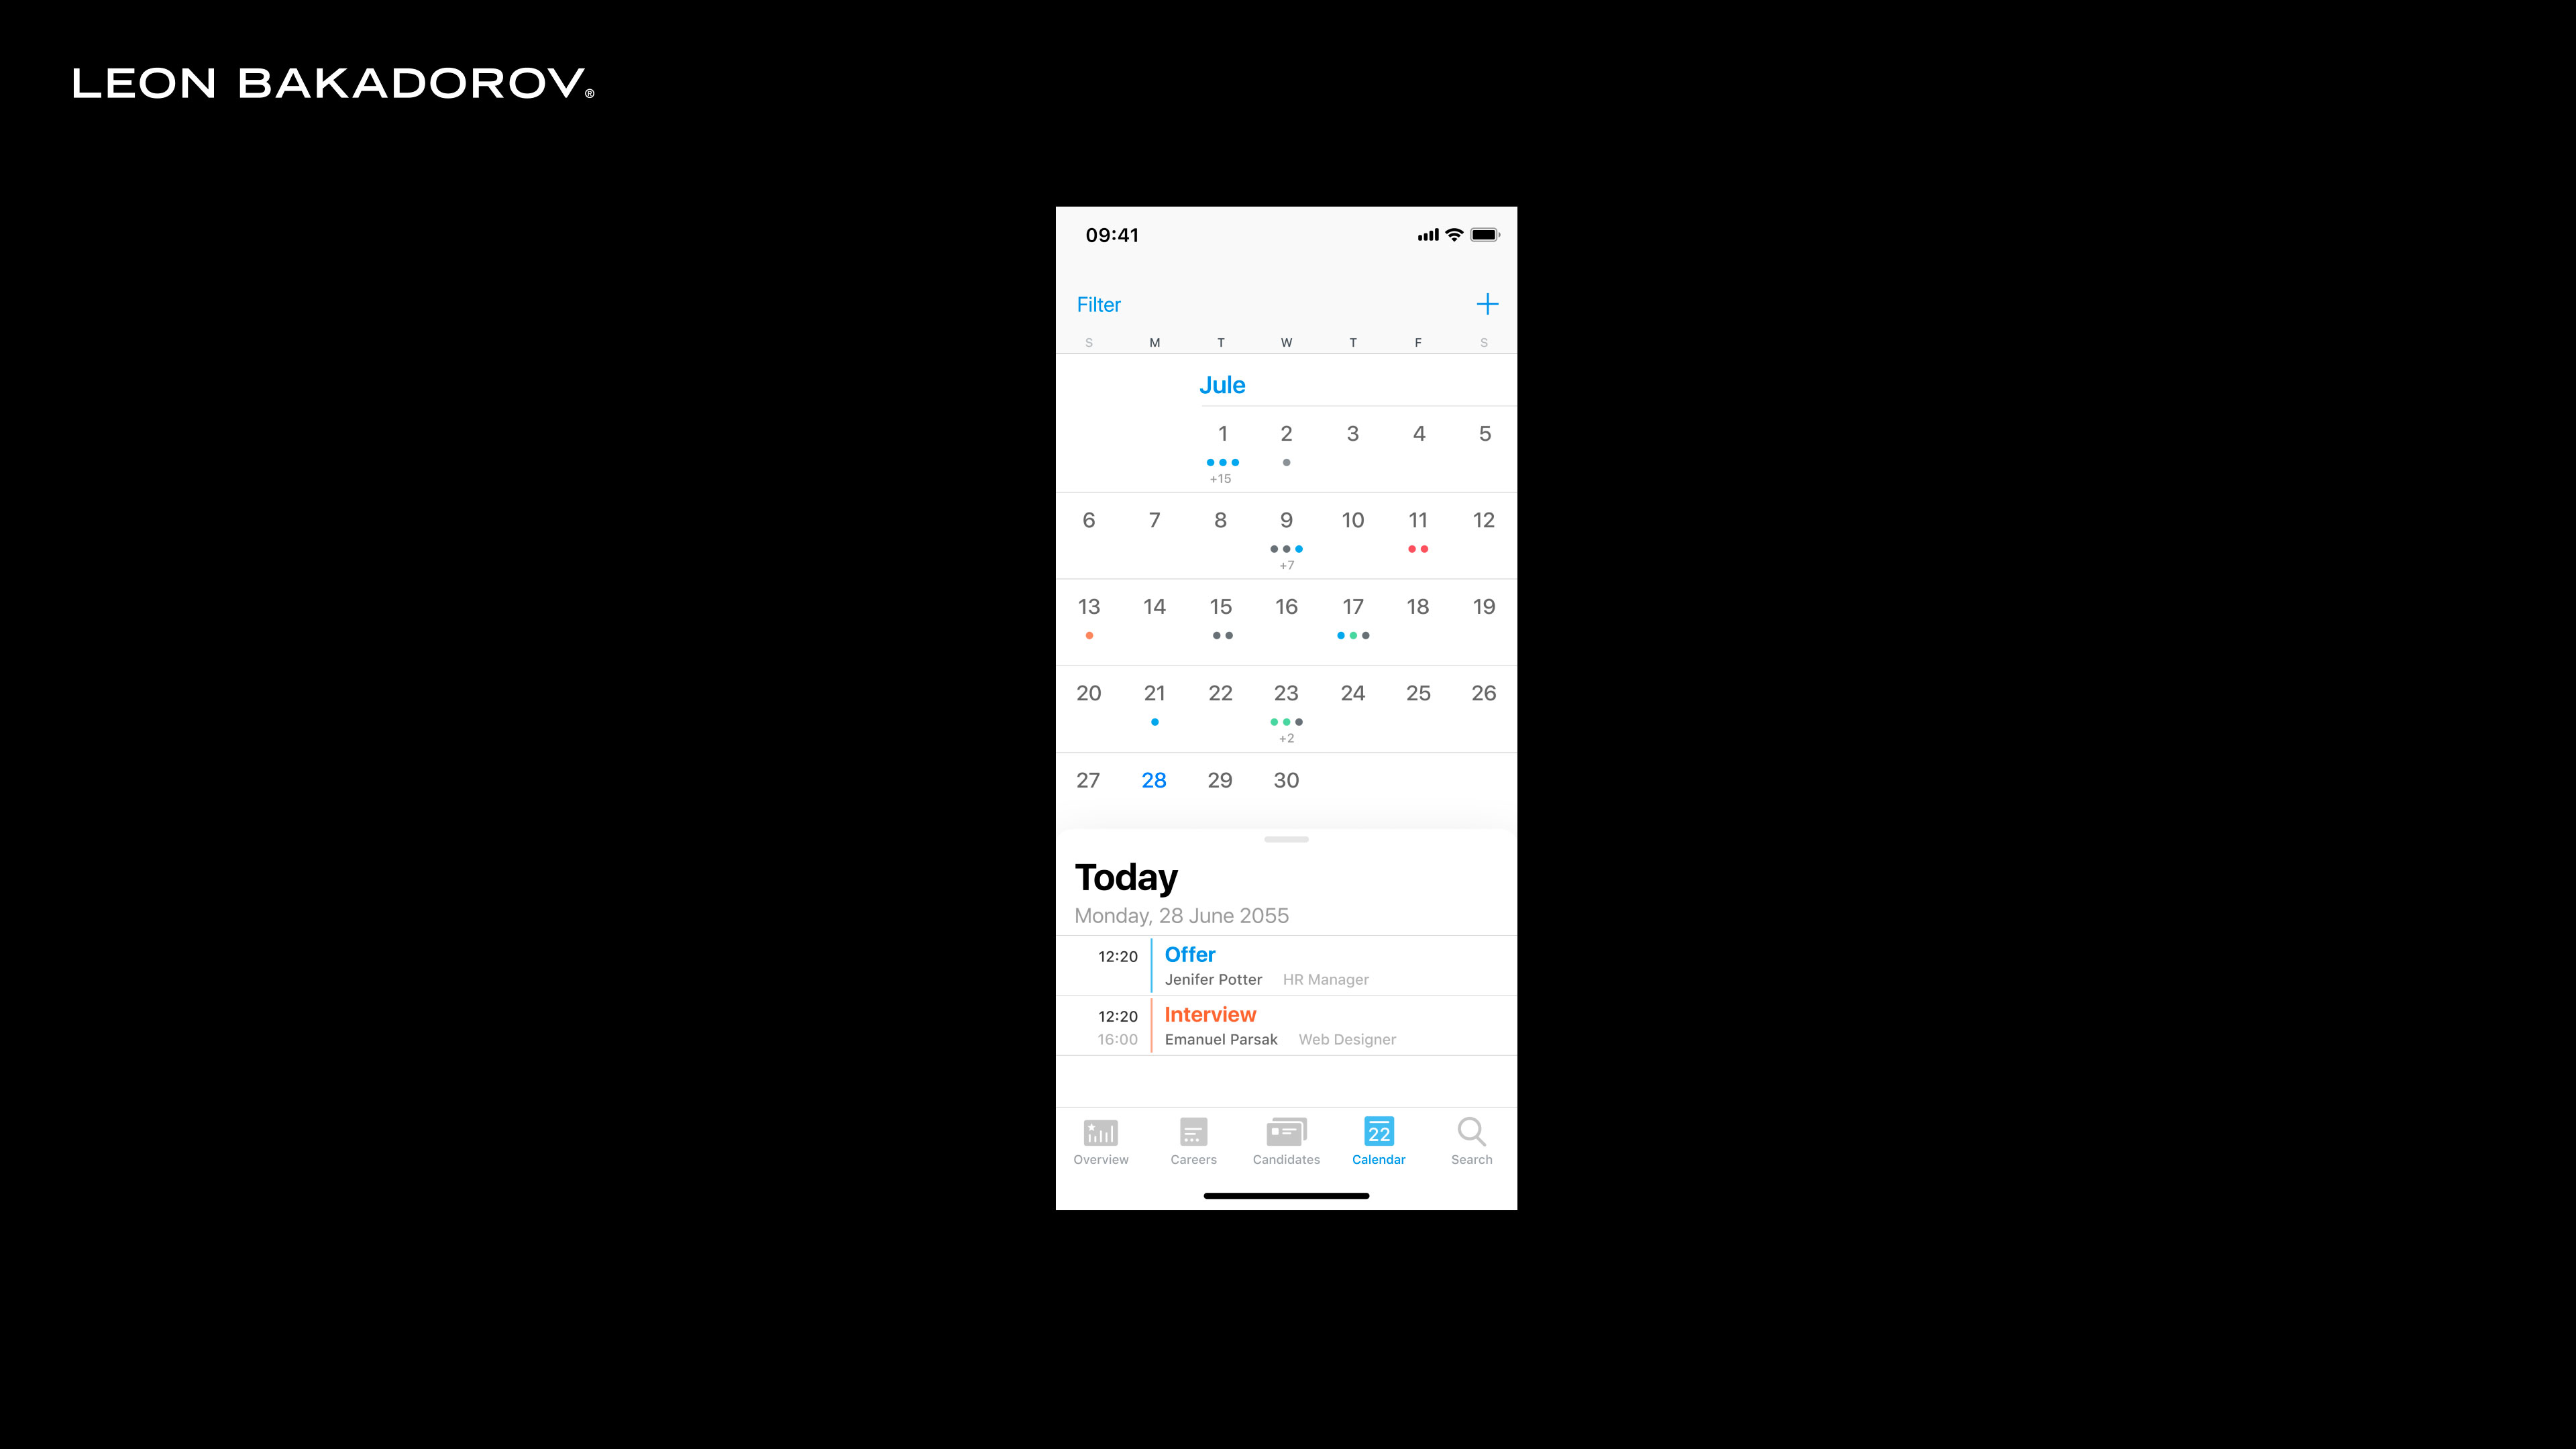 LEON BAKADOROV®
09:41
Filter
S M T W T F S
Jule
1 2 3 4 5
+15
6 7 8 9 10 11 12
+7
13 14 15 16 17 18 19
20 21 22 23 24 25 26
+2
27 28 29 30
Today
Monday, 28 June 2055
12:20 Offer
Jenifer Potter HR Manager
12:20 Interview
16:00 Emanuel Parsak Web Designer
22
Overview Careers Candidates Calendar Search